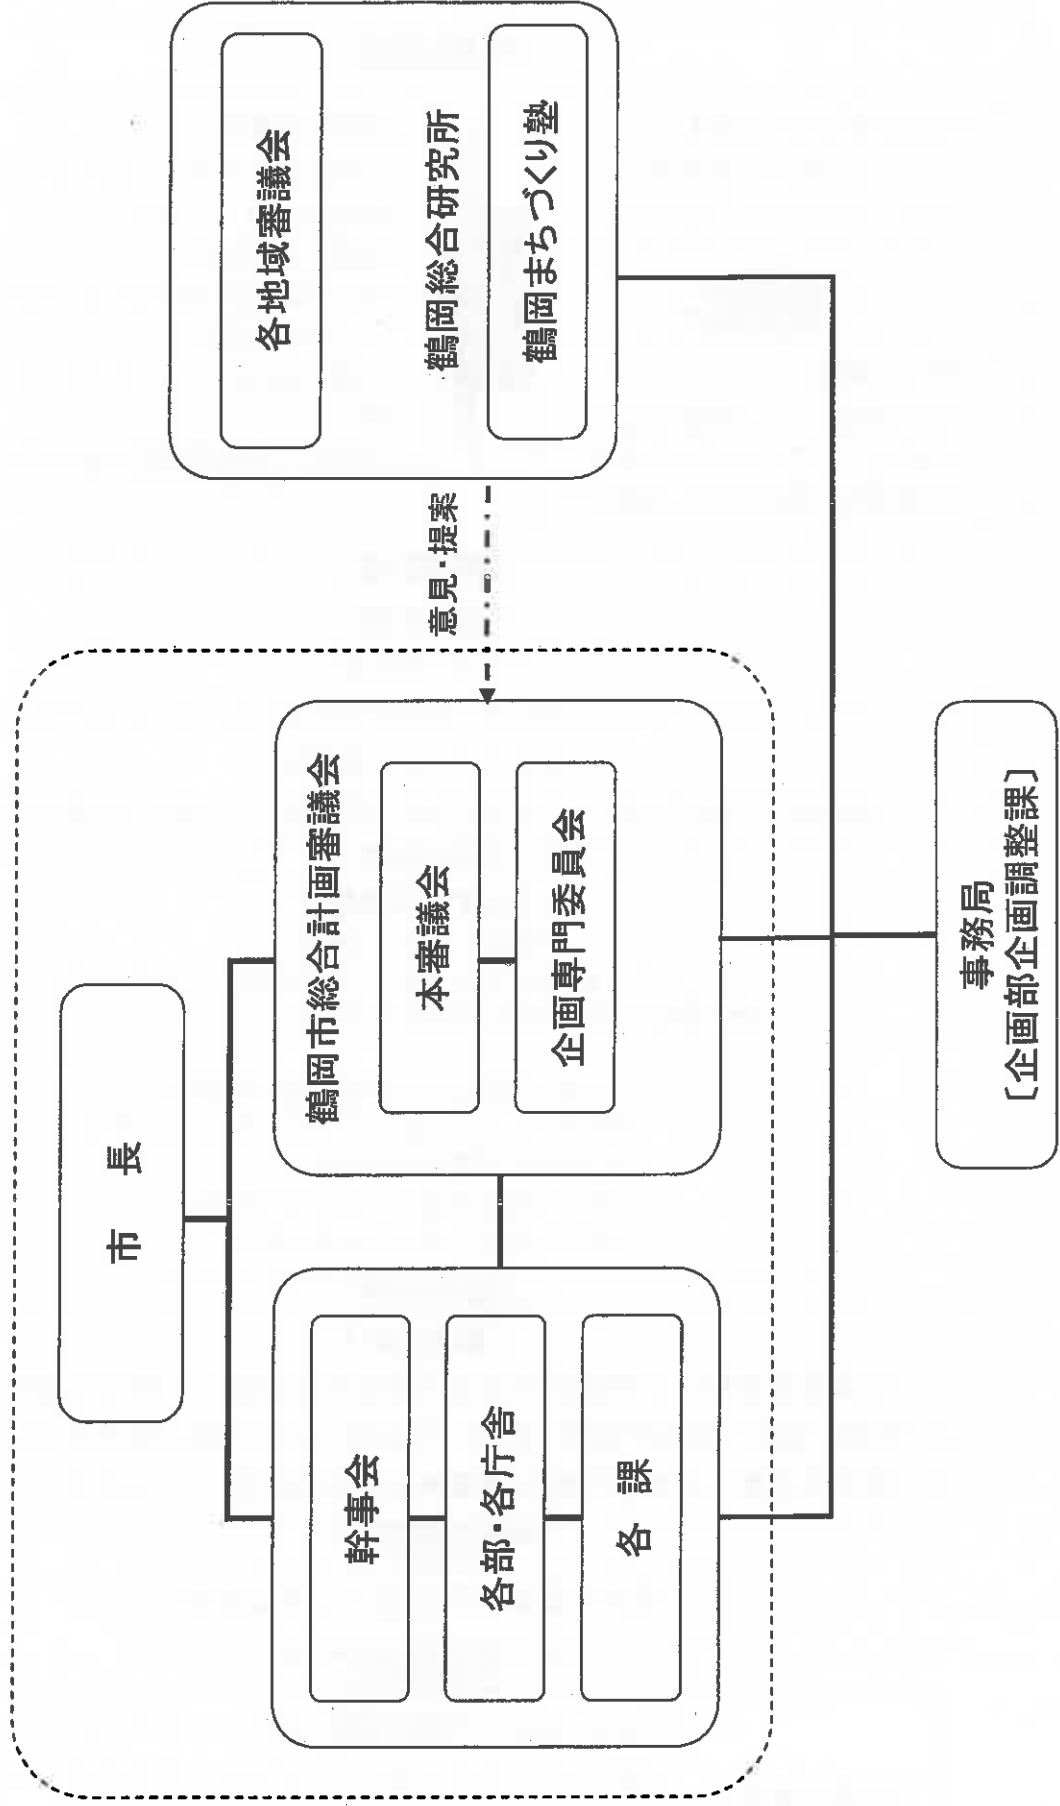 市　長
幹事会
各部・各庁舎
各　課
鶴岡市総合計画審議会
本審議会
企画専門委員会
意見・提案
各地域審議会
鶴岡総合研究所
鶴岡まちづくり塾
事務局
〔企画部企画調整課〕